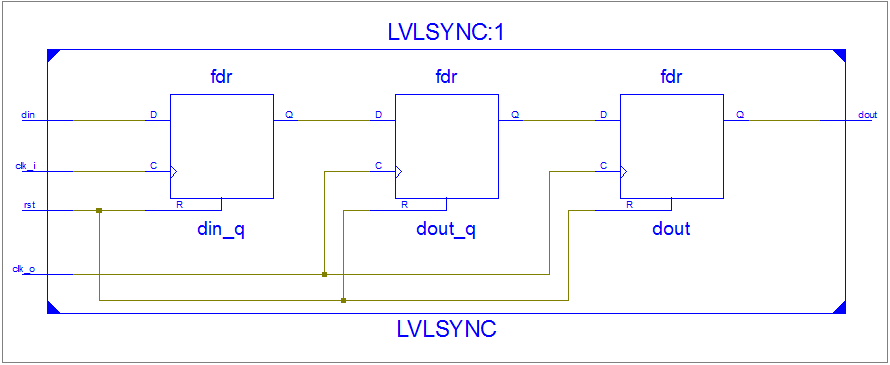 LVLSYNC:1
fdr fdr fdr
din D Q D Q D Q dout
clk_i C C C
rst R R R
din_q dout_q dout
clk_o
LVLSYNC